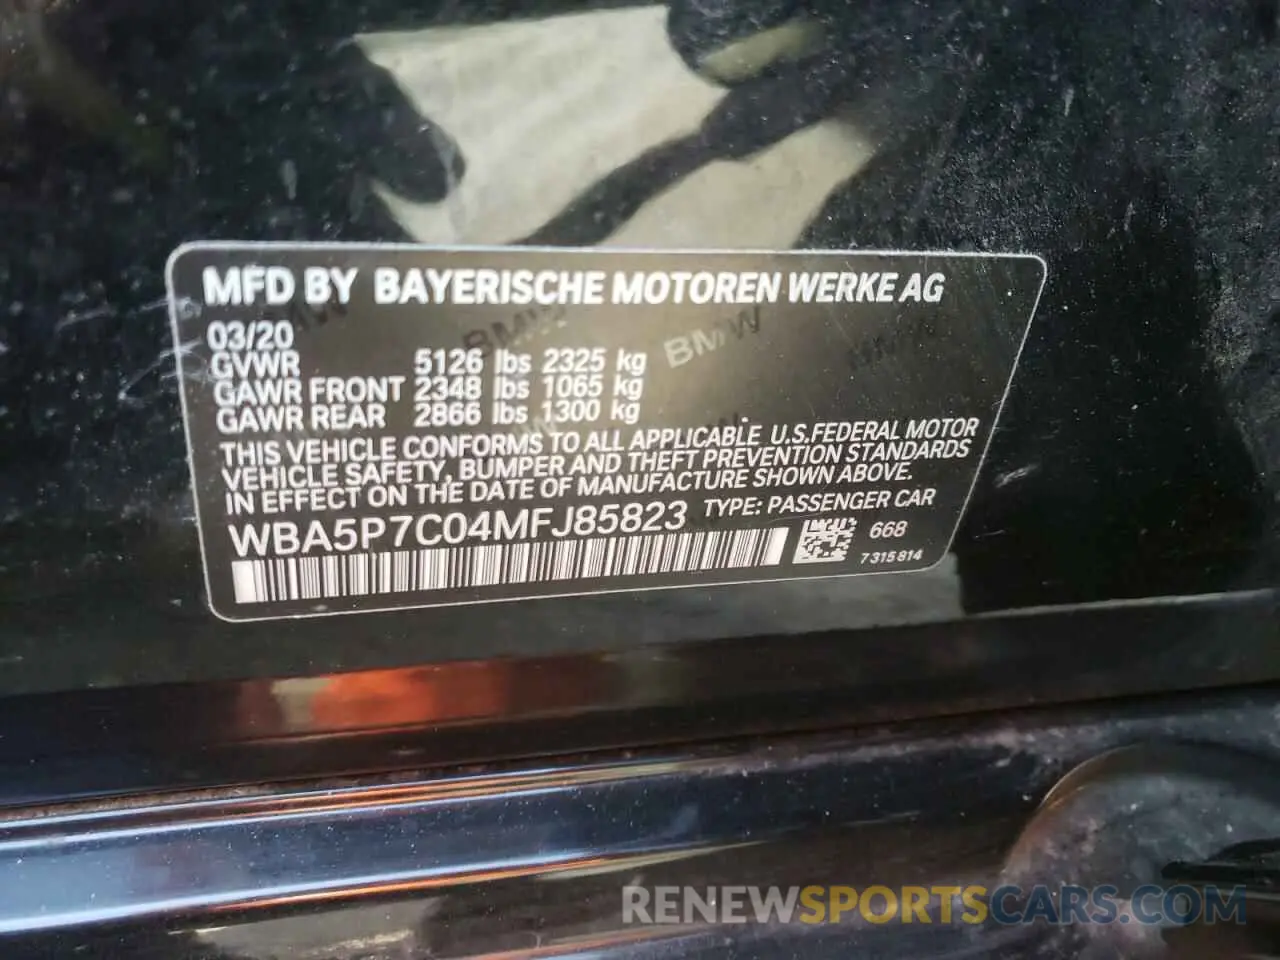 MFD BY BAYERISCHE MOTOREN WERKE AG
03/20
GVWR 5126 lbs 2325 kg
GAWR FRONT 2348 lbs 1065 kg
GAWR REAR 2866 lbs 1300 kg
THIS VEHICLE CONFORMS TO ALL APPLICABLE U.S.FEDERAL MOTOR
VEHICLE SAFETY, BUMPER AND THEFT PREVENTION STANDARDS
IN EFFECT ON THE DATE OF MANUFACTURE SHOWN ABOVE.
WBA5P7C04MFJ85823 TYPE: PASSENGER CAR
668
7315814
BMW
BMW
BMW
RENEWSPORTSCARS.COM